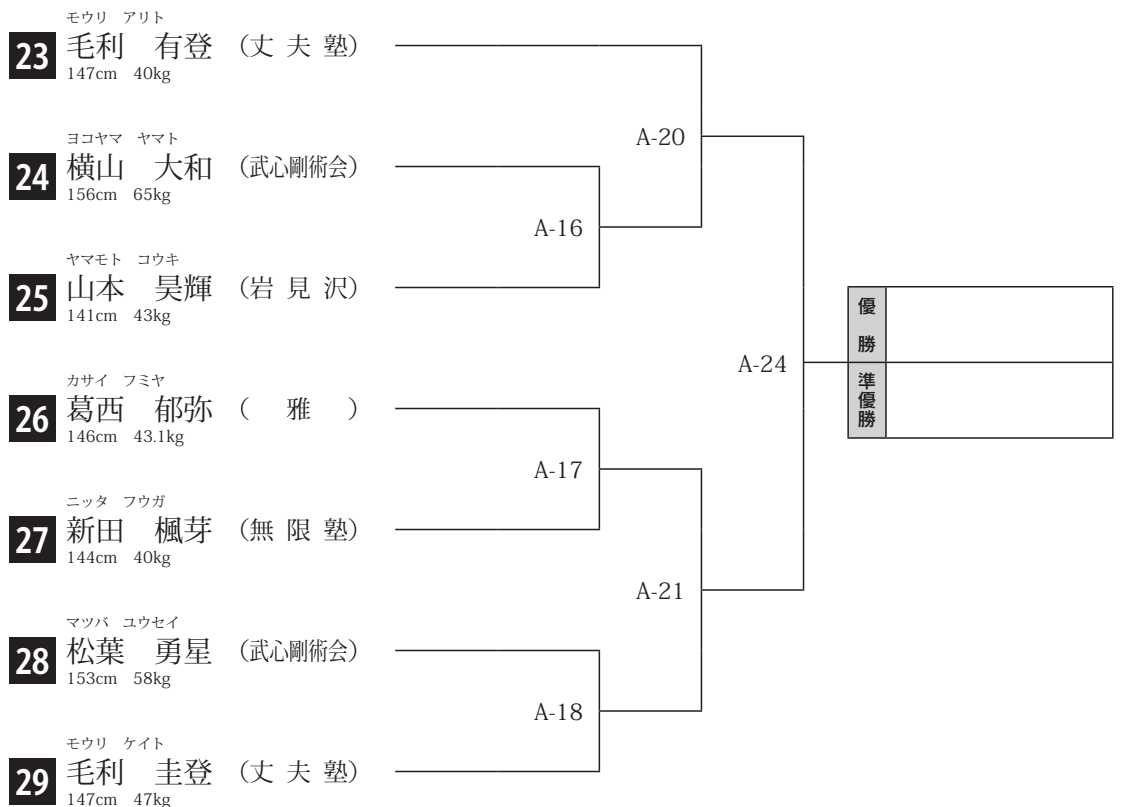 モウリ アリト
23 毛利 有登 （丈夫塾）
147cm 40kg
A-20
ヨコヤマ ヤマト
24 横山 大和 （武心剛術会）
156cm 65kg
A-16
ヤマモト コウキ
25 山本 昊輝 （岩見沢）
141cm 43kg
優勝
A-24
準優勝
カサイ フミヤ
26 葛西 郁弥 （ 雅 ）
146cm 43.1kg
A-17
ニッタ フウガ
27 新田 楓芽 （無限塾）
144cm 40kg
A-21
マツバ ユウセイ
28 松葉 勇星 （武心剛術会）
153cm 58kg
A-18
モウリ ケイト
29 毛利 圭登 （丈夫塾）
147cm 47kg